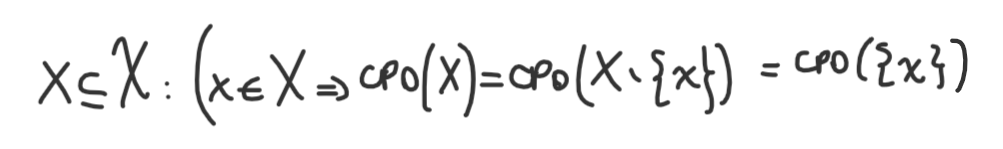 X ⊆ 𝒳 : (x ∈ X ⇒ CPO(X) = CPO(X \ {x}) = CPO({x})